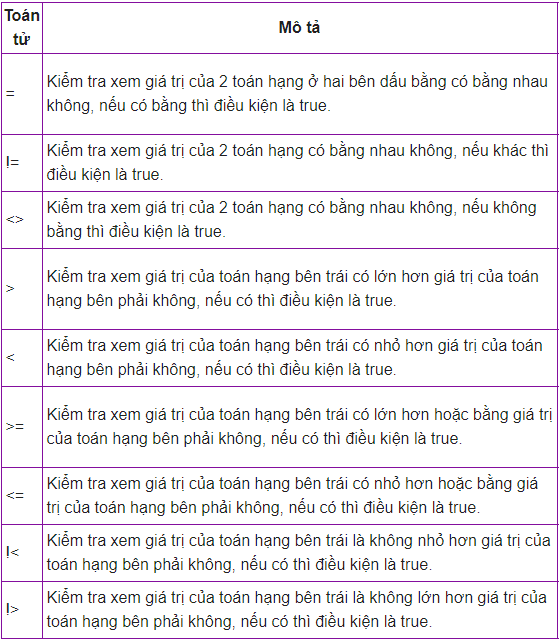 Toán
tử
Mô tả
=
Kiểm tra xem giá trị của 2 toán hạng ở hai bên dấu bằng có bằng nhau
không, nếu có bằng thì điều kiện là true.
!=
Kiểm tra xem giá trị của 2 toán hạng có bằng nhau không, nếu khác thì
điều kiện là true.
<>
Kiểm tra xem giá trị của 2 toán hạng có bằng nhau không, nếu không
bằng thì điều kiện là true.
>
Kiểm tra xem giá trị của toán hạng bên trái có lớn hơn giá trị của toán
hạng bên phải không, nếu có thì điều kiện là true.
<
Kiểm tra xem giá trị của toán hạng bên trái có nhỏ hơn giá trị của toán
hạng bên phải không, nếu có thì điều kiện là true.
>=
Kiểm tra xem giá trị của toán hạng bên trái có lớn hơn hoặc bằng giá trị
của toán hạng bên phải không, nếu có thì điều kiện là true.
<=
Kiểm tra xem giá trị của toán hạng bên trái có nhỏ hơn hoặc bằng giá
trị của toán hạng bên phải không, nếu có thì điều kiện là true.
!<
Kiểm tra xem giá trị của toán hạng bên trái là không nhỏ hơn giá trị của
toán hạng bên phải không, nếu có thì điều kiện là true.
!>
Kiểm tra xem giá trị của toán hạng bên trái là không lớn hơn giá trị của
toán hạng bên phải không, nếu có thì điều kiện là true.